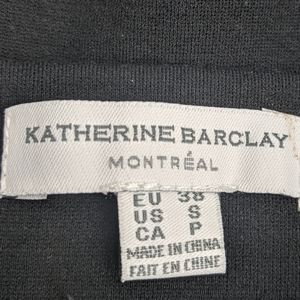 KATHERINE BARCLAY
MONTRÉAL
EU 38
US S
CA P
MADE IN CHINA
FAIT EN CHINE